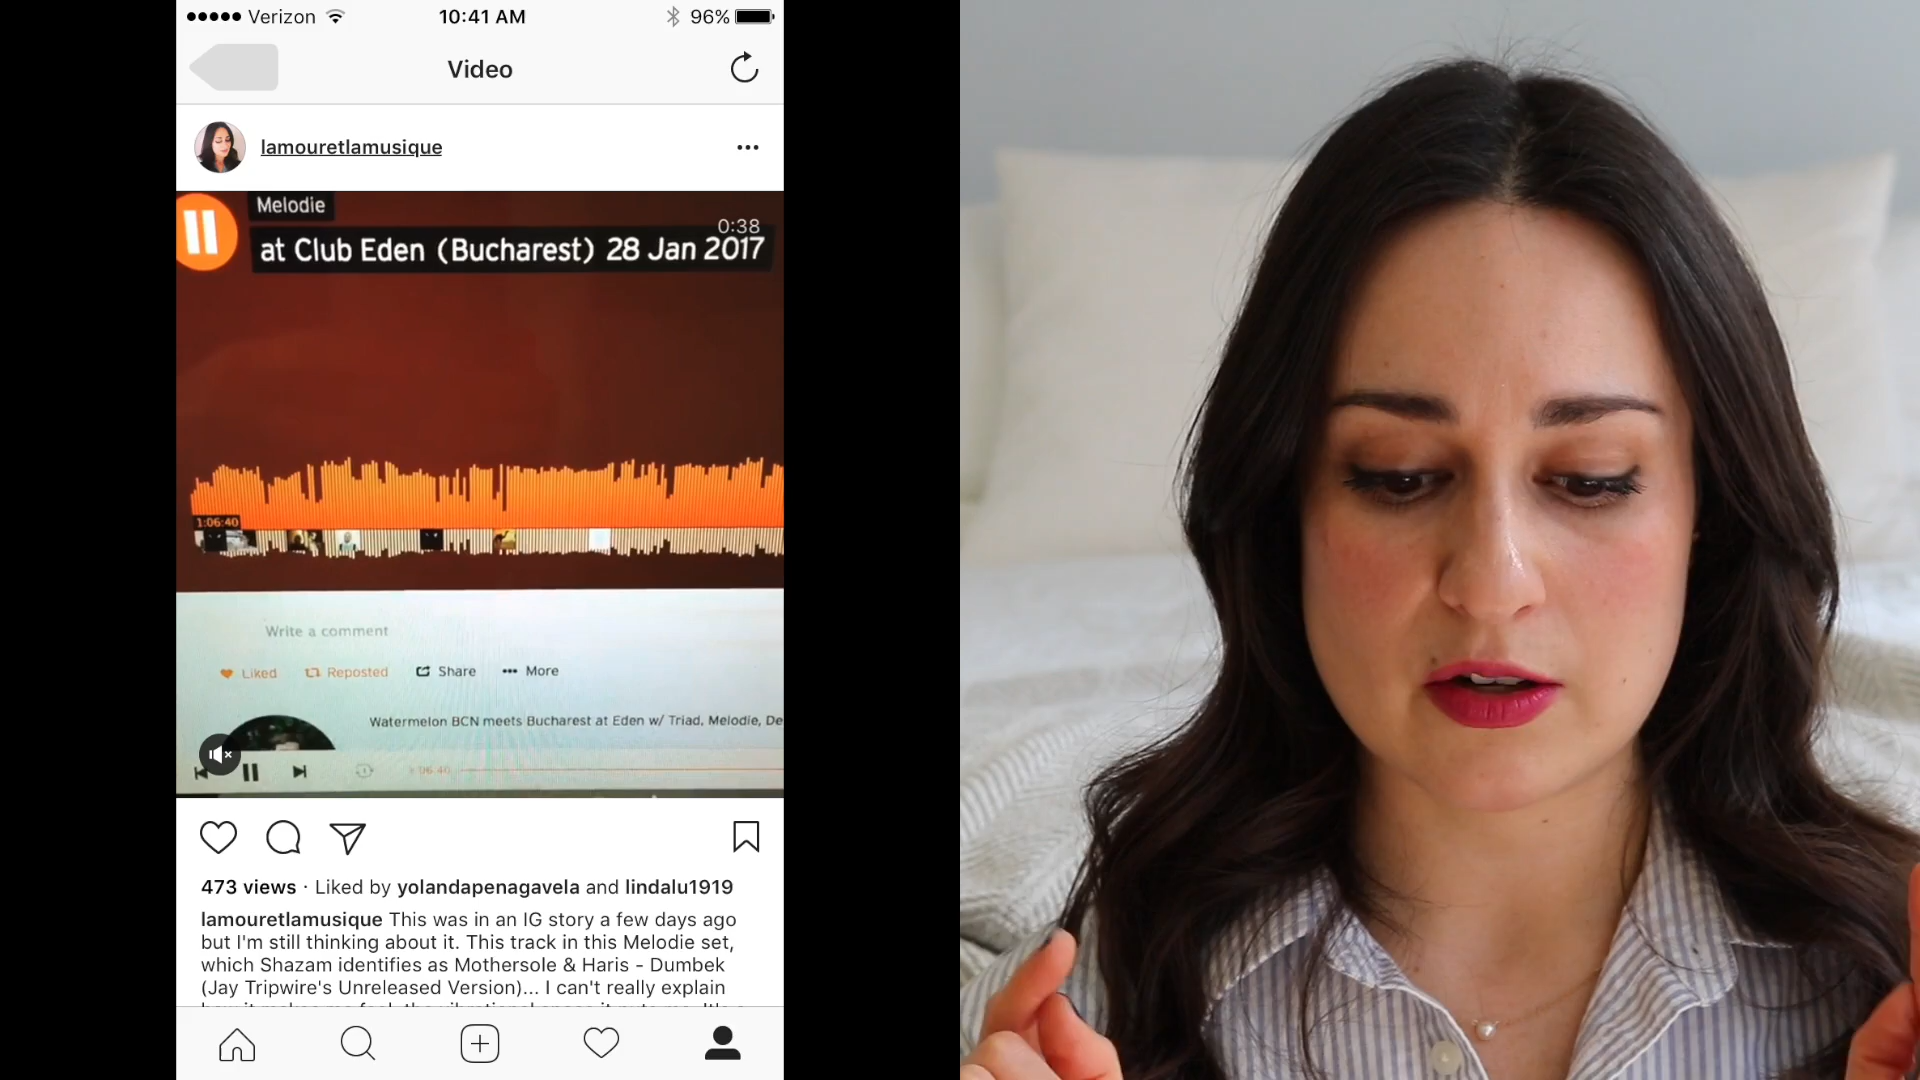 Verizon 10:41 AM 96%
Video
lamouretlamusique
Melodie
0:38
at Club Eden (Bucharest) 28 Jan 2017
1:06:40
Write a comment
Liked Reposted Share More
Watermelon BCN meets Bucharest at Eden w/ Triad, Melodie, De
1:06:40
473 views · Liked by yolandapenagavela and lindalu1919
lamouretlamusique This was in an IG story a few days ago
but I'm still thinking about it. This track in this Melodie set,
which Shazam identifies as Mothersole & Haris - Dumbek
(Jay Tripwire's Unreleased Version)... I can't really explain